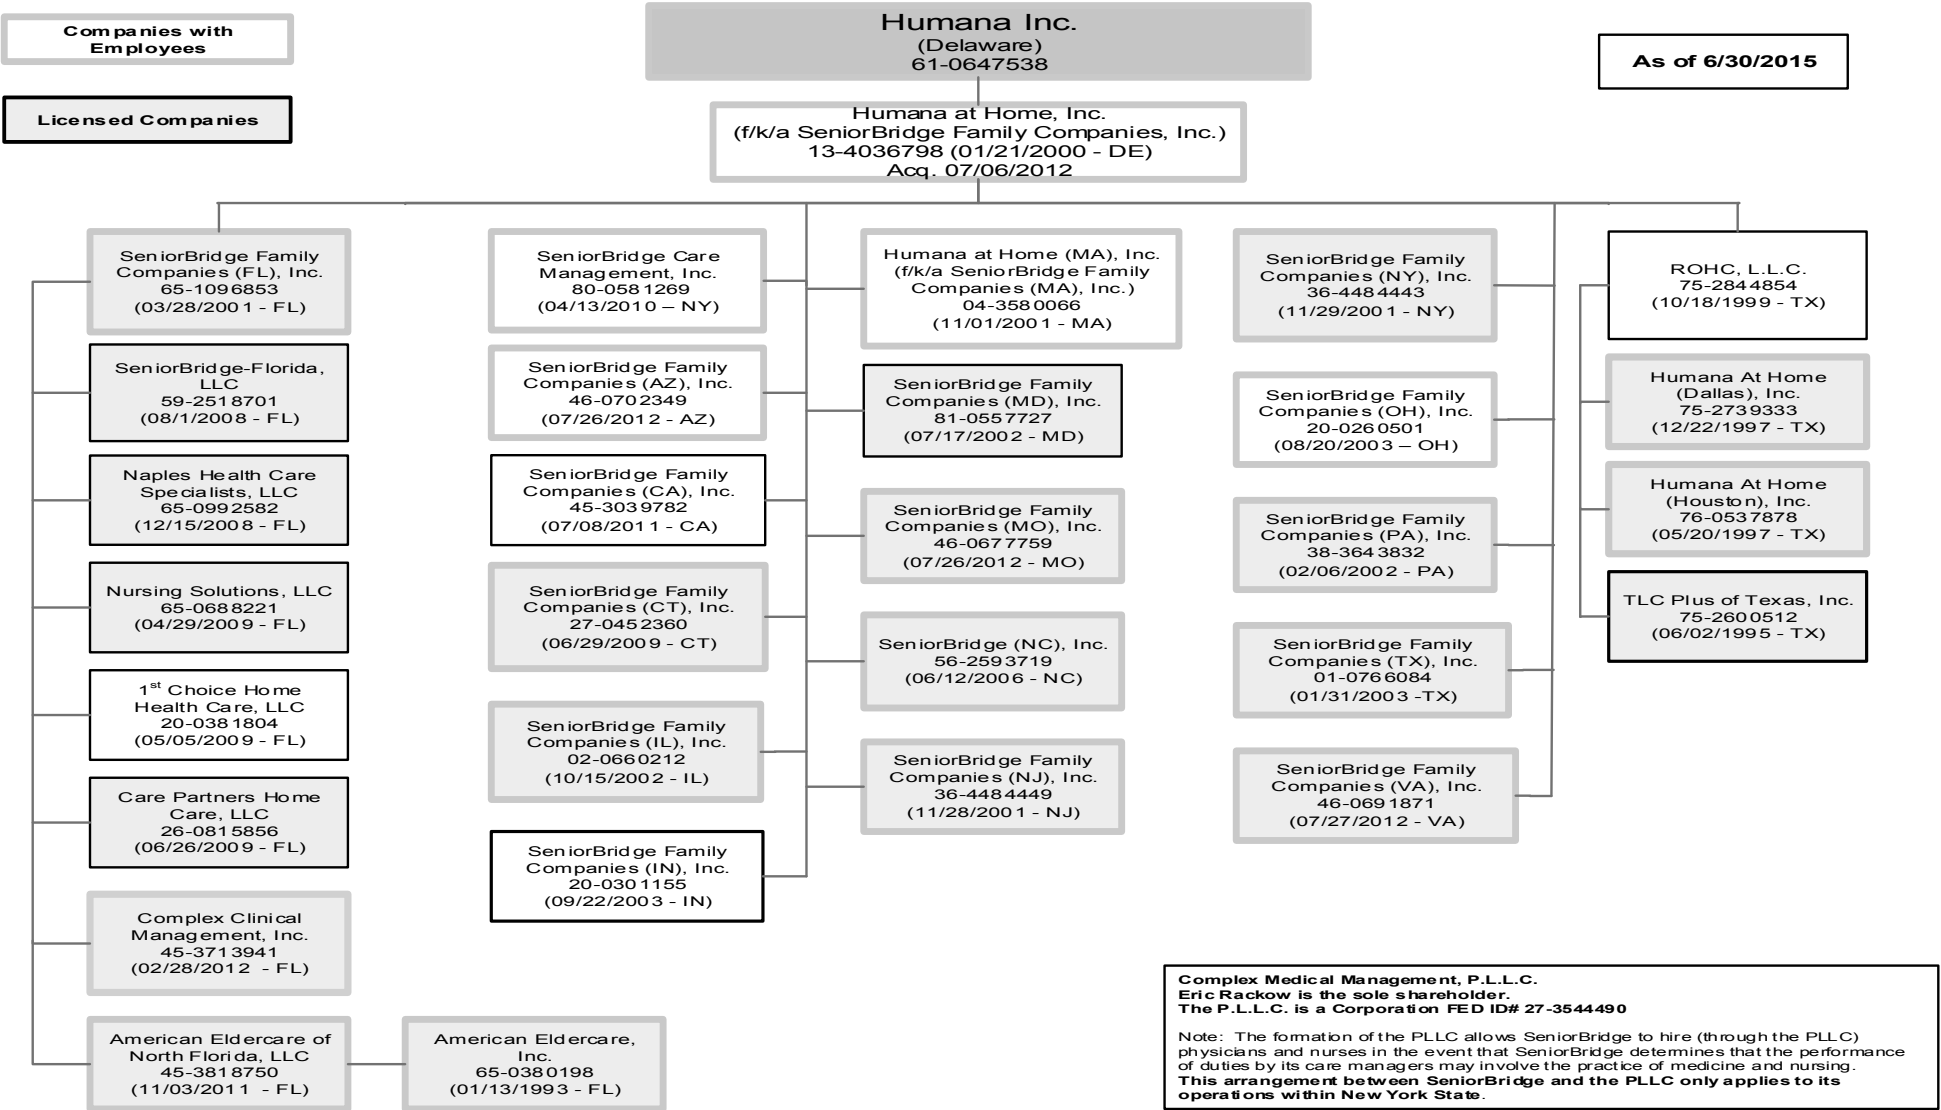 Companies with
Employees
Licensed Companies
Humana Inc.
(Delaware)
61-0647538
As of 6/30/2015
Humana at Home, Inc.
(f/k/a SeniorBridge Family Companies, Inc.)
13-4036798 (01/21/2000 - DE)
Acq. 07/06/2012
SeniorBridge Family
Companies (FL), Inc.
65-1096853
(03/28/2001 - FL)
SeniorBridge-Florida,
LLC
59-2518701
(08/1/2008 - FL)
Naples Health Care
Specialists, LLC
65-0992582
(12/15/2008 - FL)
Nursing Solutions, LLC
65-0688221
(04/29/2009 - FL)
1st Choice Home
Health Care, LLC
20-0381804
(05/05/2009 - FL)
Care Partners Home
Care, LLC
26-0815856
(06/26/2009 - FL)
Complex Clinical
Management, Inc.
45-3713941
(02/28/2012 - FL)
American Eldercare of
North Florida, LLC
45-3818750
(11/03/2011 - FL)
American Eldercare,
Inc.
65-0380198
(01/13/1993 - FL)
SeniorBridge Care
Management, Inc.
80-0581269
(04/13/2010 – NY)
SeniorBridge Family
Companies (AZ), Inc.
46-0702349
(07/26/2012 - AZ)
SeniorBridge Family
Companies (CA), Inc.
45-3039782
(07/08/2011 - CA)
SeniorBridge Family
Companies (CT), Inc.
27-0452360
(06/29/2009 - CT)
SeniorBridge Family
Companies (IL), Inc.
02-0660212
(10/15/2002 - IL)
SeniorBridge Family
Companies (IN), Inc.
20-0301155
(09/22/2003 - IN)
Humana at Home (MA), Inc.
(f/k/a SeniorBridge Family
Companies (MA), Inc.)
04-3580066
(11/01/2001 - MA)
SeniorBridge Family
Companies (MD), Inc.
81-0557727
(07/17/2002 - MD)
SeniorBridge Family
Companies (MO), Inc.
46-0677759
(07/26/2012 - MO)
SeniorBridge (NC), Inc.
56-2593719
(06/12/2006 - NC)
SeniorBridge Family
Companies (NJ), Inc.
36-4484449
(11/28/2001 - NJ)
SeniorBridge Family
Companies (NY), Inc.
36-4484443
(11/29/2001 - NY)
SeniorBridge Family
Companies (OH), Inc.
20-0260501
(08/20/2003 – OH)
SeniorBridge Family
Companies (PA), Inc.
38-3643832
(02/06/2002 - PA)
SeniorBridge Family
Companies (TX), Inc.
01-0766084
(01/31/2003 -TX)
SeniorBridge Family
Companies (VA), Inc.
46-0691871
(07/27/2012 - VA)
ROHC, L.L.C.
75-2844854
(10/18/1999 - TX)
Humana At Home
(Dallas), Inc.
75-2739333
(12/22/1997 - TX)
Humana At Home
(Houston), Inc.
76-0537878
(05/20/1997 - TX)
TLC Plus of Texas, Inc.
75-2600512
(06/02/1995 - TX)
Complex Medical Management, P.L.L.C.
Eric Rackow is the sole shareholder.
The P.L.L.C. is a Corporation FED ID# 27-3544490
Note: The formation of the PLLC allows SeniorBridge to hire (through the PLLC)
physicians and nurses in the event that SeniorBridge determines that the performance
of duties by its care managers may involve the practice of medicine and nursing.
This arrangement between SeniorBridge and the PLLC only applies to its
operations within New York State.